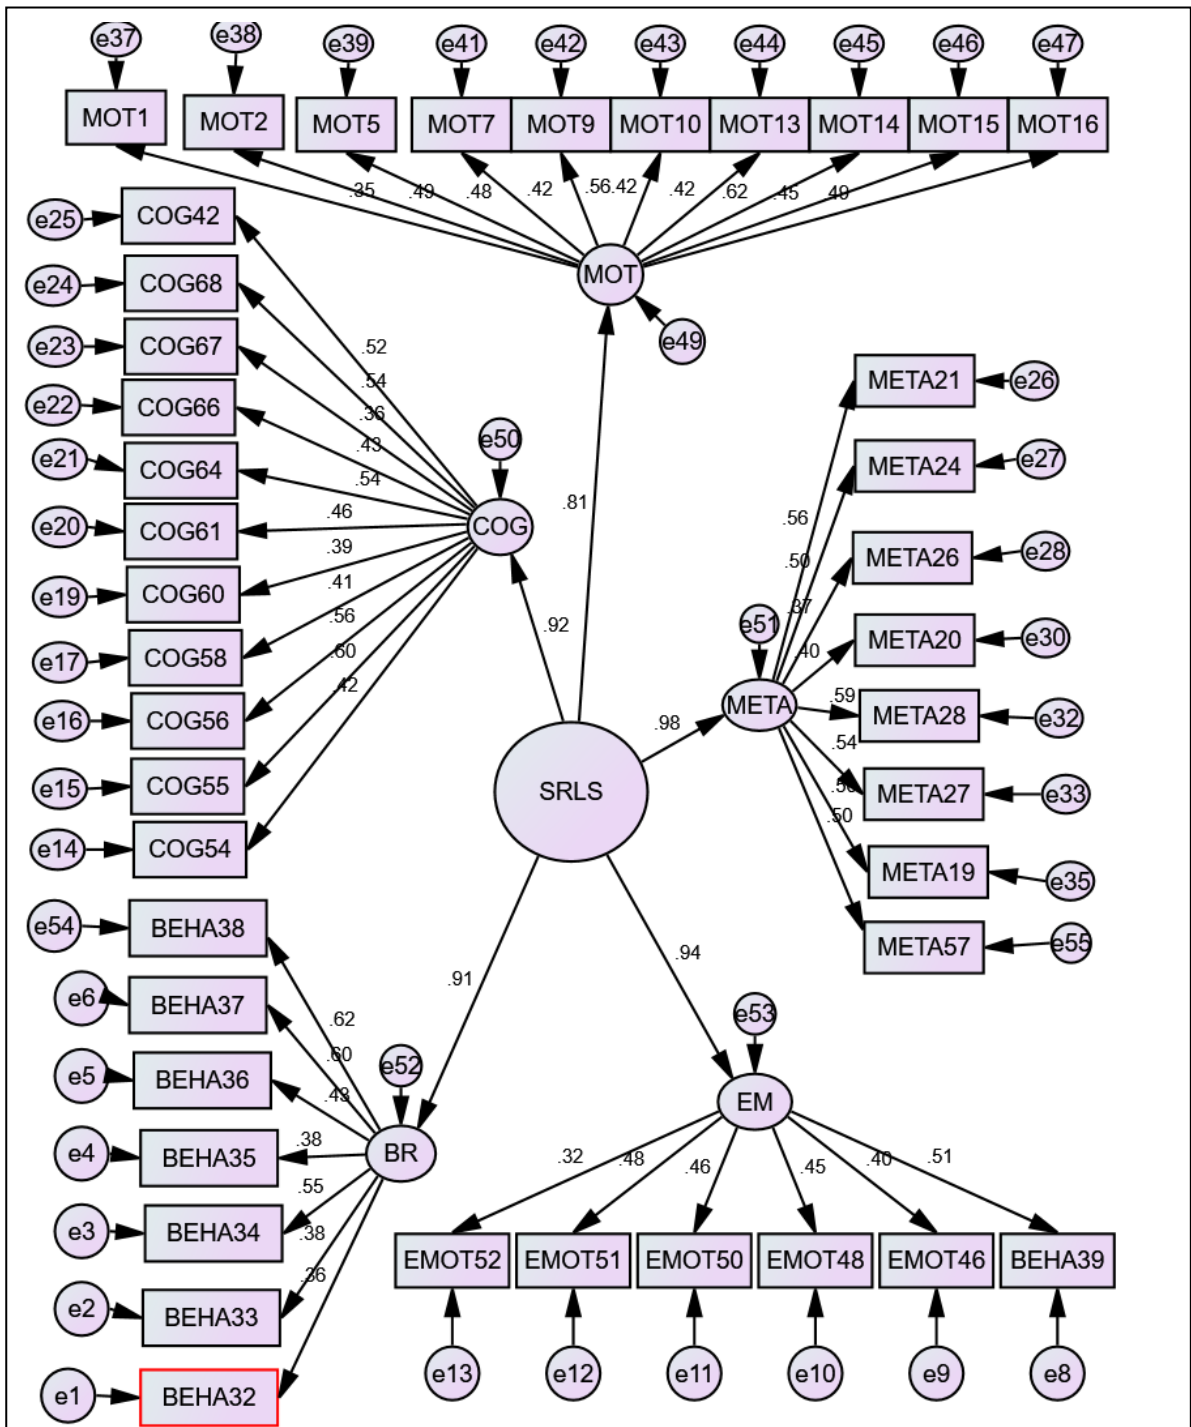 e37 e38 e39 e41 e42 e43 e44 e45 e46 e47
MOT1 MOT2 MOT5 MOT7 MOT9 MOT10 MOT13 MOT14 MOT15 MOT16
.35 .49 .48 .42 .56 .42 .42 .62 .45 .49
MOT
e49
e25 COG42
e24 COG68
e23 COG67
e22 COG66
e21 COG64
e20 COG61
e19 COG60
e17 COG58
e16 COG56
e15 COG55
e14 COG54
.52
.54
.36
.43
.54
.46
.39
.41
.56
.60
.42
e50
COG
.81
.92
SRLS
.98
.91
.94
e51
META
.56
.50
.37
.40
.59
.54
.50
META21 e26
META24 e27
META26 e28
META20 e30
META28 e32
META27 e33
META19 e35
META57 e55
e54 BEHA38
e6 BEHA37
e5 BEHA36
e4 BEHA35
e3 BEHA34
e2 BEHA33
e1 BEHA32
.62
.60
.43
.38
.55
.38
.36
e52
BR
e53
EM
.32 .48 .46 .45 .40 .51
EMOT52 EMOT51 EMOT50 EMOT48 EMOT46 BEHA39
e13 e12 e11 e10 e9 e8